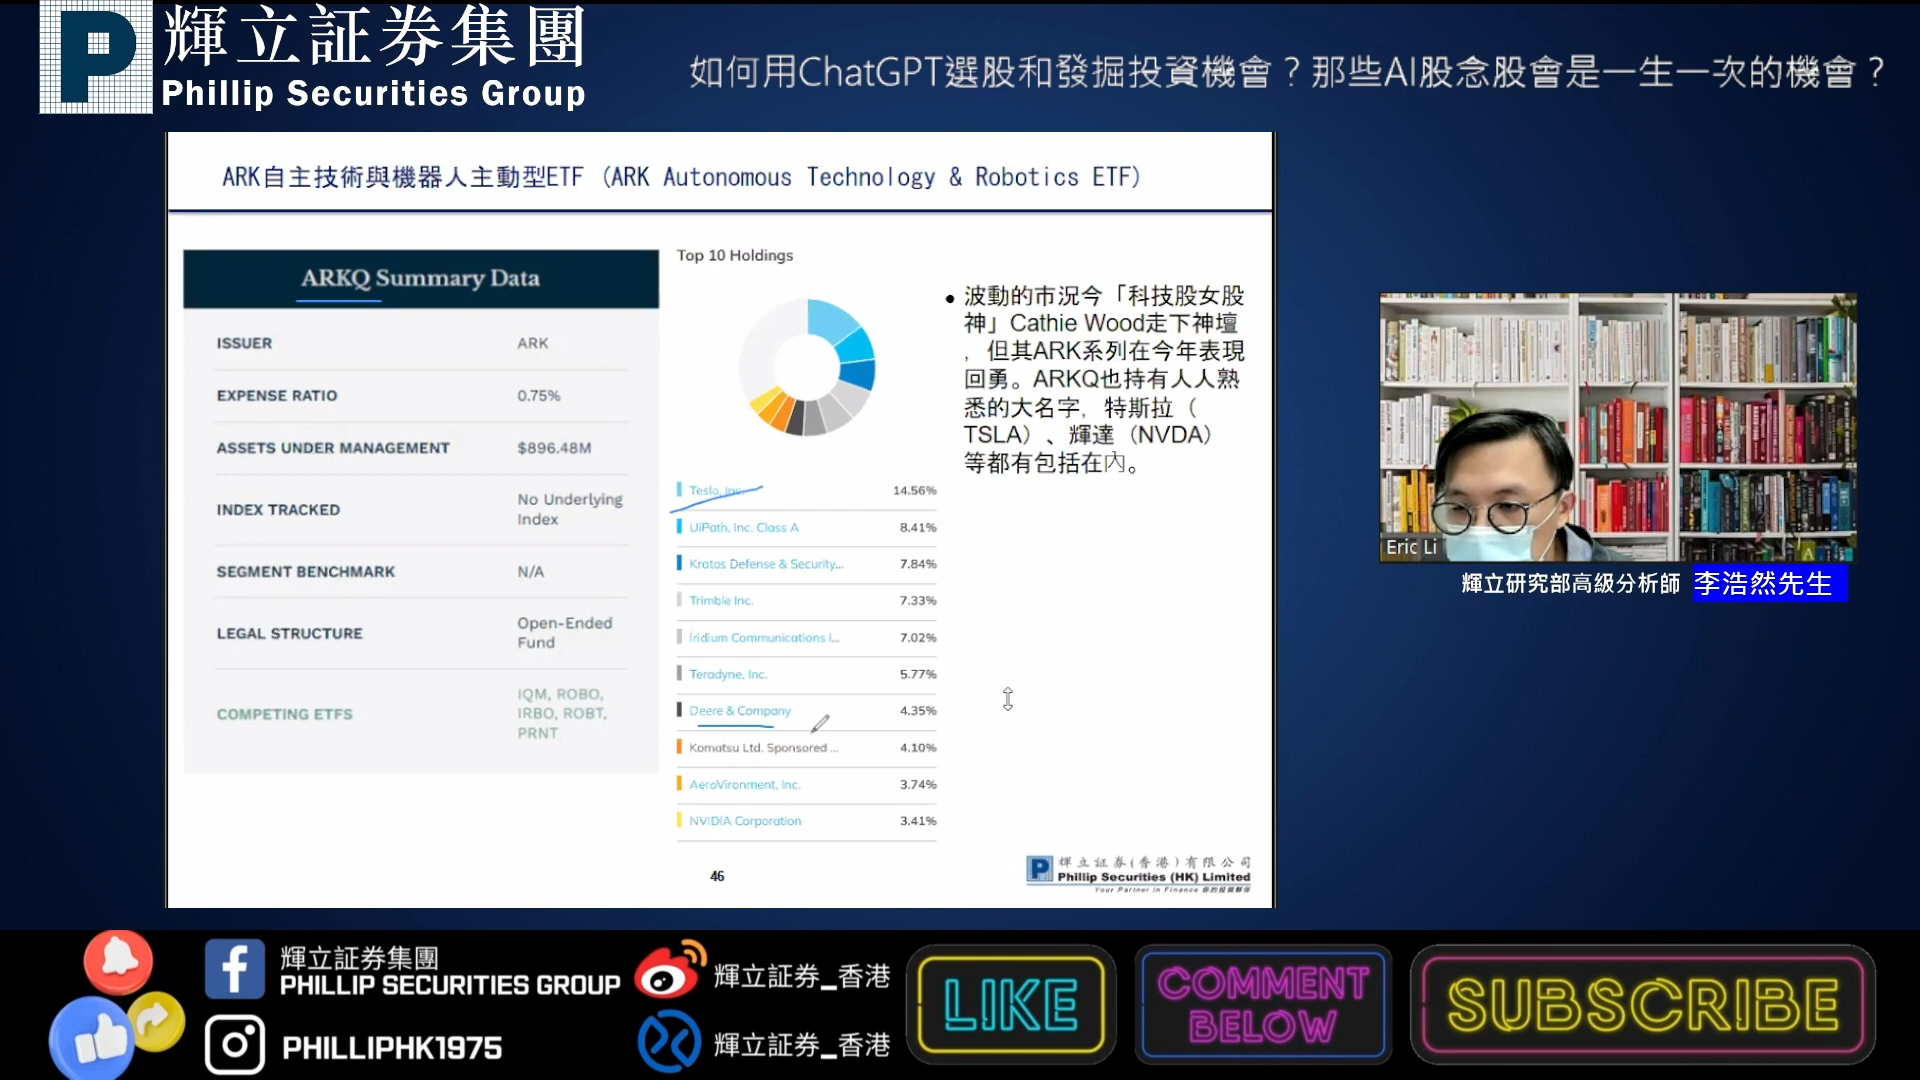 輝立証券集團
Phillip Securities Group
如何用ChatGPT選股和發掘投資機會？那些AI股念股會是一生一次的機會？
ARK自主技術與機器人主動型ETF (ARK Autonomous Technology & Robotics ETF)
ARKQ Summary Data
ISSUER ARK
EXPENSE RATIO 0.75%
ASSETS UNDER MANAGEMENT $896.48M
INDEX TRACKED No Underlying
Index
SEGMENT BENCHMARK N/A
LEGAL STRUCTURE Open-Ended
Fund
COMPETING ETFS IQM, ROBO,
IRBO, ROBT,
PRNT
Top 10 Holdings
Tesla, Inc. 14.56%
UiPath, Inc. Class A 8.41%
Kratos Defense & Security... 7.84%
Trimble Inc. 7.33%
Iridium Communications I... 7.02%
Teradyne, Inc. 5.77%
Deere & Company 4.35%
Komatsu Ltd. Sponsored ... 4.10%
AeroVironment, Inc. 3.74%
NVIDIA Corporation 3.41%
• 波動的市況今「科技股女股
神」Cathie Wood走下神壇
，但其ARK系列在今年表現
回勇。ARKQ也持有人人熟
悉的大名字，特斯拉（
TSLA）、輝達（NVDA）
等都有包括在內。
46
輝立証券(香港)有限公司
Phillip Securities (HK) Limited
Your Partner In Finance 你的投資夥伴
Eric Li
輝立研究部高級分析師 李浩然先生
輝立証券集團
PHILLIP SECURITIES GROUP
PHILLIPHK1975
輝立証券_香港
輝立証券_香港
LIKE
COMMENT
BELOW
SUBSCRIBE